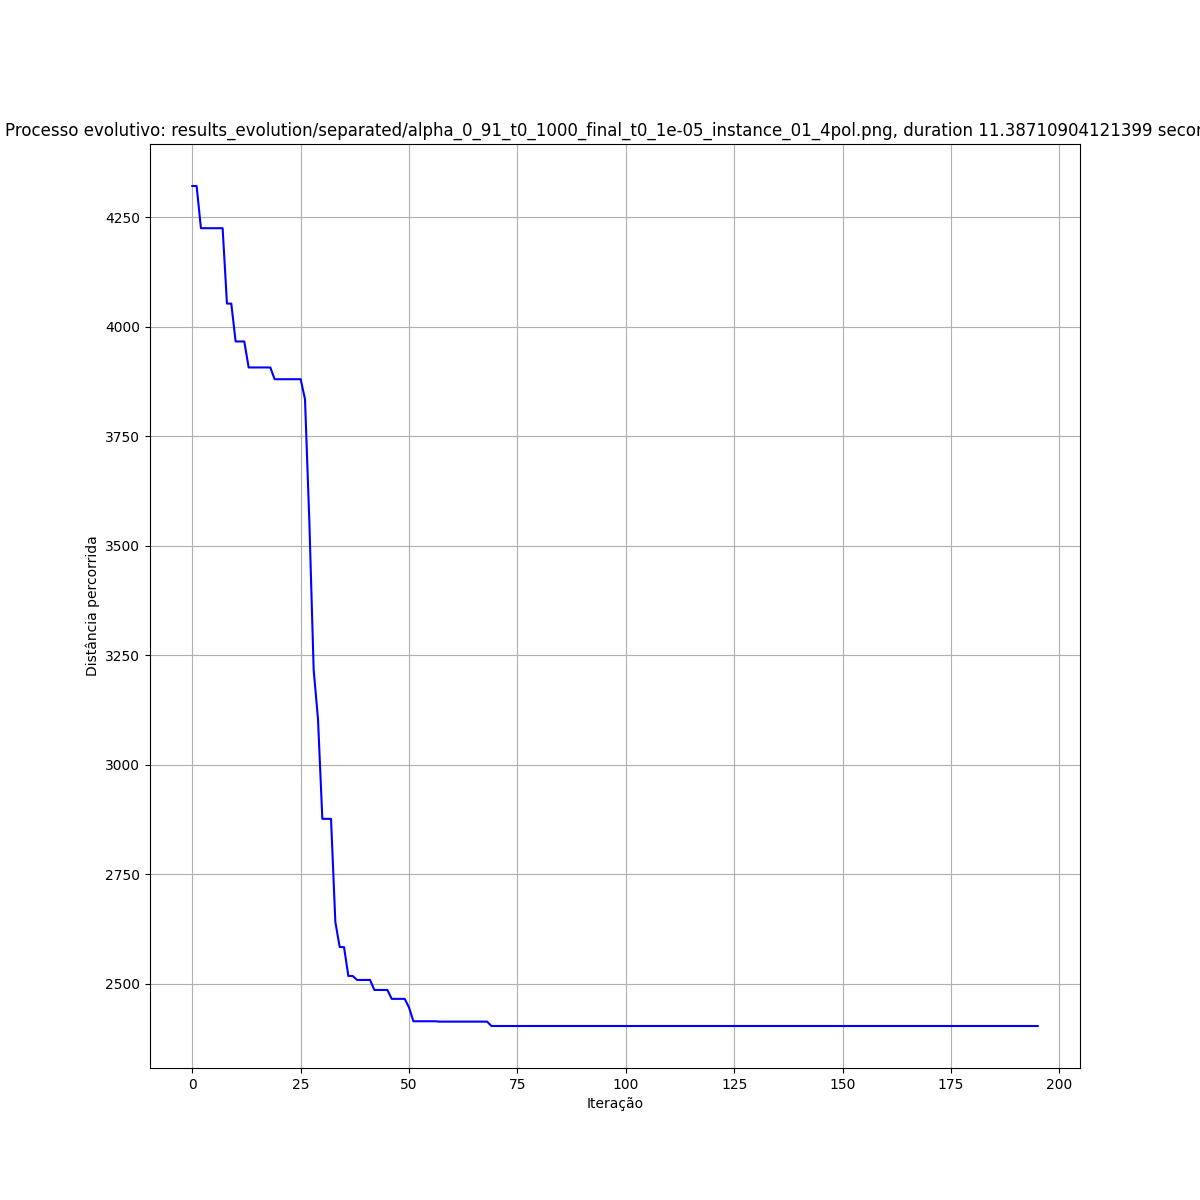 Processo evolutivo: results_evolution/separated/alpha_0_91_t0_1000_final_t0_1e-05_instance_01_4pol.png, duration 11.38710904121399 secon
4250
4000
3750
3500
3250
3000
2750
2500
Distância percorrida
0 25 50 75 100 125 150 175 200
Iteração